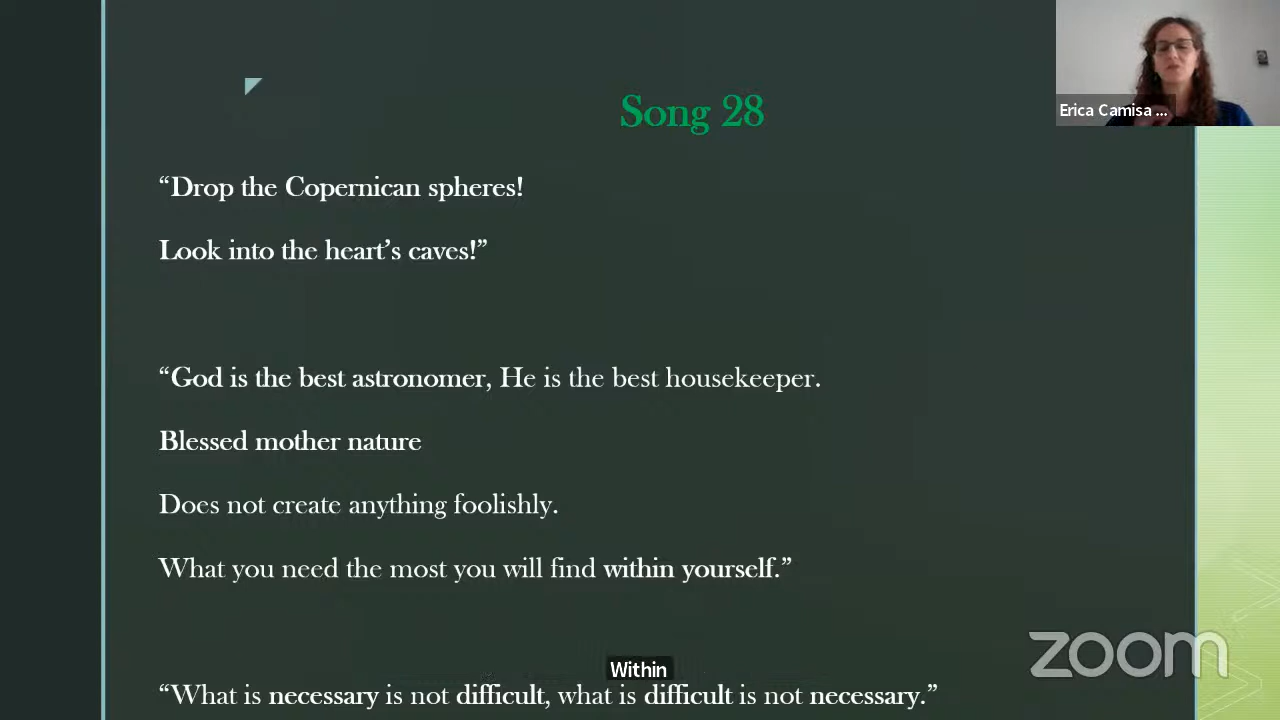 Song 28
Erica Camisa ...
“Drop the Copernican spheres!
Look into the heart’s caves!”
“God is the best astronomer, He is the best housekeeper.
Blessed mother nature
Does not create anything foolishly.
What you need the most you will find within yourself.”
Within
zoom
“What is necessary is not difficult, what is difficult is not necessary.”